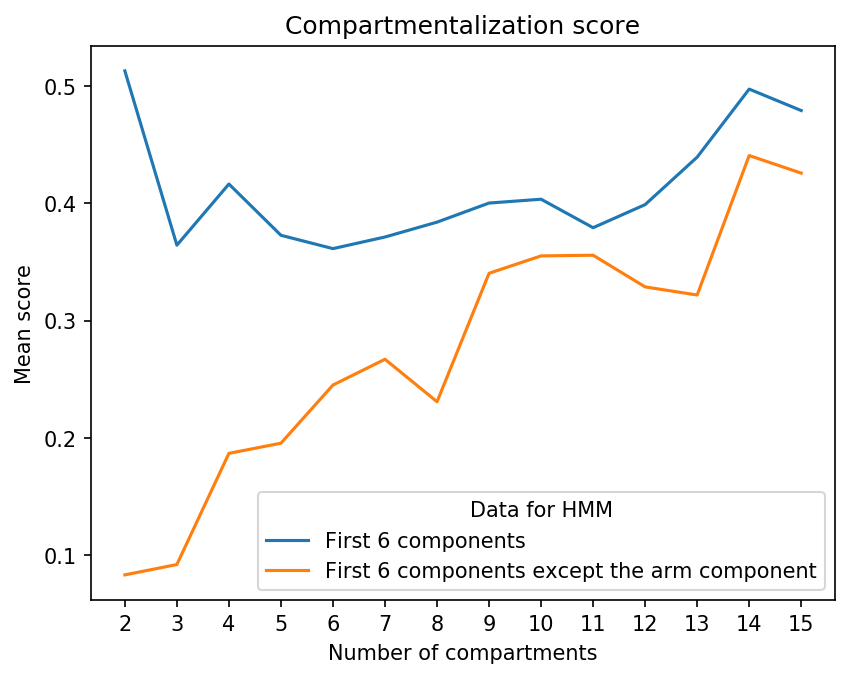 Compartmentalization score
Mean score
0.5
0.4
0.3
0.2
0.1
Data for HMM
First 6 components
First 6 components except the arm component
2 3 4 5 6 7 8 9 10 11 12 13 14 15
Number of compartments